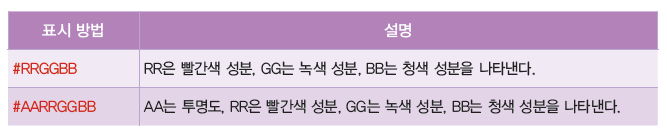 표시 방법 설명
#RRGGBB RR은 빨간색 성분, GG는 녹색 성분, BB는 청색 성분을 나타낸다.
#AARRGGBB AA는 투명도, RR은 빨간색 성분, GG는 녹색 성분, BB는 청색 성분을 나타낸다.